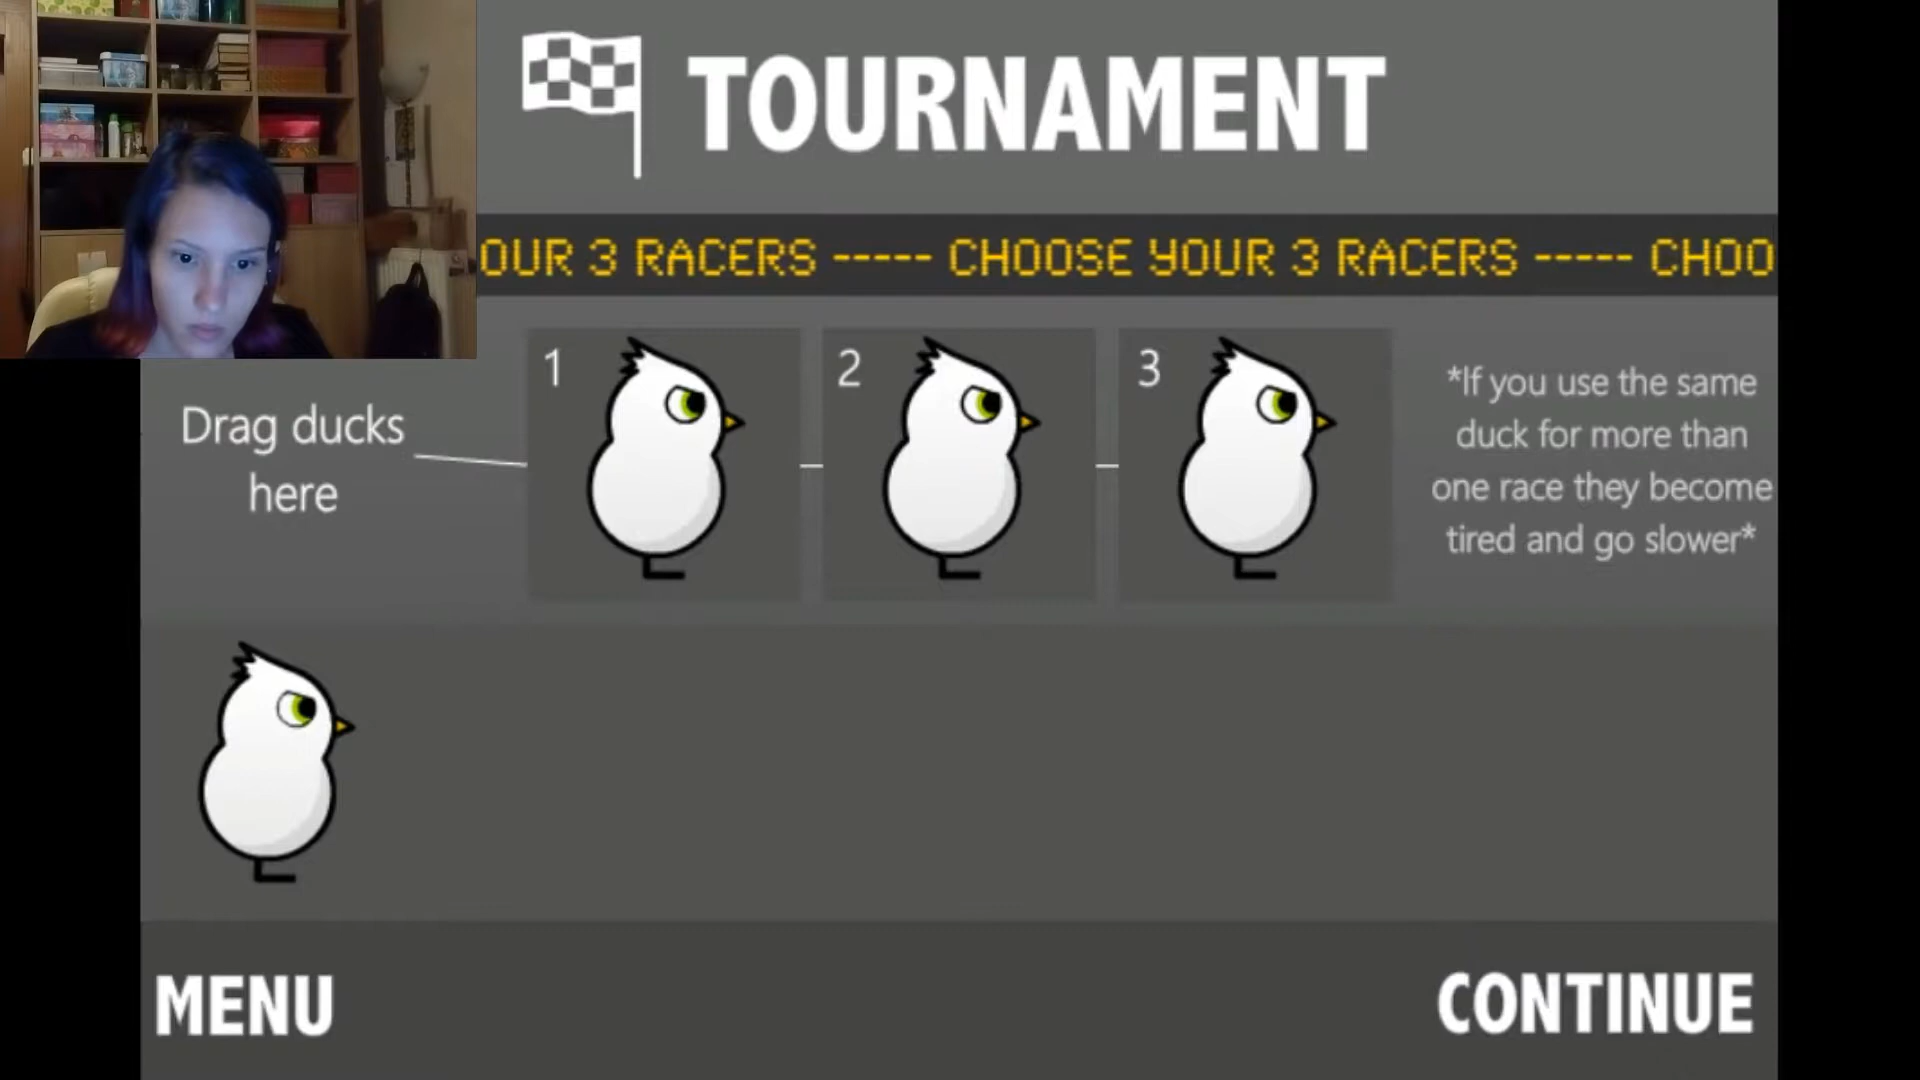 TOURNAMENT
OUR 3 RACERS ----- CHOOSE YOUR 3 RACERS ----- CHOO
Drag ducks
here
1
2
3
*If you use the same
duck for more than
one race they become
tired and go slower*
MENU
CONTINUE